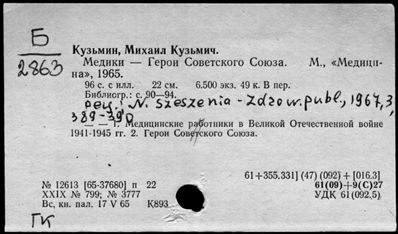 Б
2863
Кузьмин, Михаил Кузьмич.
Медики — Герои Советского Союза. М., «Медицина», 1965.
96 с. с илл. 22 см. 6.500 экз. 49 к. В пер.
Библиогр.: с. 90—94.
рец.: N. Szeszenia - Zdrow. publ., 1967, 3,
389-390
— — 1. Медицинские работники в Великой Отечественной войне
1941-1945 гг. 2. Герои Советского Союза.
61+355.331] (47) (092) + [016.3]
№ 12613 [65-37680] п 22 61(09)+9(С)27
XXIX № 799; № 3777 УДК 61(092,5)
Вс. кн. пал. 17 V 65 К893
ГК